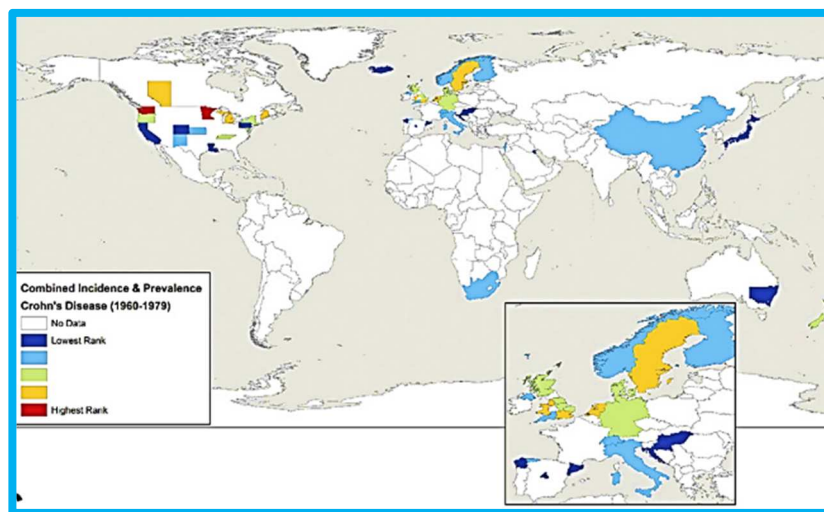 Combined Incidence & Prevalence
Crohn's Disease (1960-1979)
No Data
Lowest Rank
Highest Rank